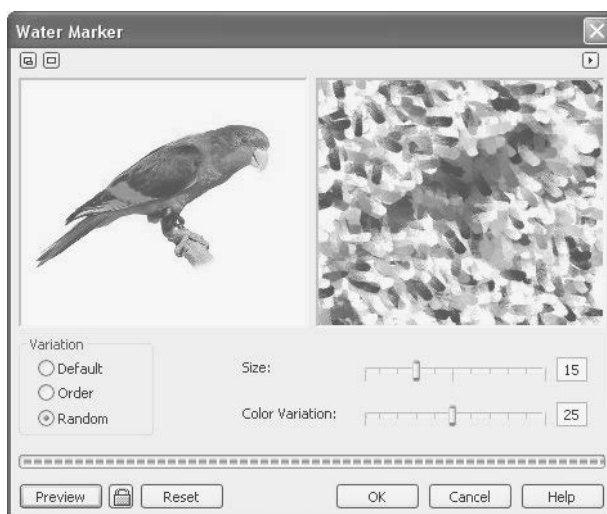 Water Marker
Variation
Default
Order
Random
Size:
15
Color Variation:
25
Preview
Reset
OK
Cancel
Help